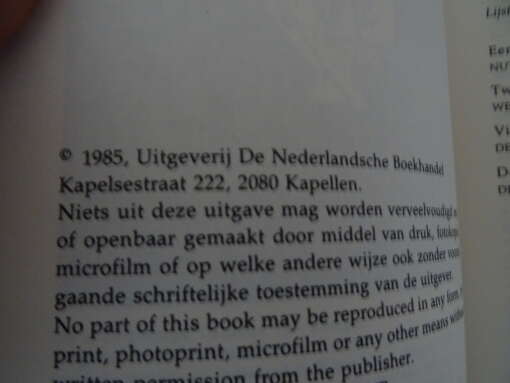 © 1985, Uitgeverij De Nederlandsche Boekhandel
Kapelsestraat 222, 2080 Kapellen.
Niets uit deze uitgave mag worden verveelvoudigd
of openbaar gemaakt door middel van druk,
microfilm of op welke andere wijze ook zonder
gaande schriftelijke toestemming van de uitgever.
No part of this book may be reproduced in any form,
print, photoprint, microfilm or any other means
written permission from the publisher.